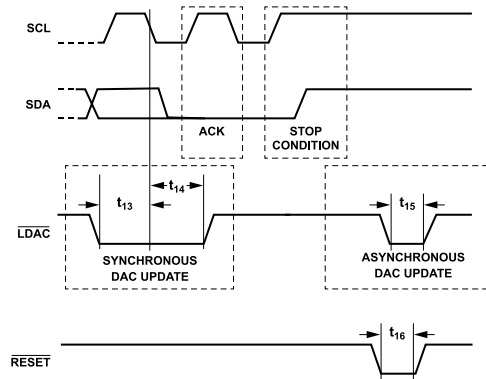 SCL
SDA
ACK
STOP
CONDITION
t13
t14
t15
LDAC
SYNCHRONOUS
DAC UPDATE
ASYNCHRONOUS
DAC UPDATE
t16
RESET